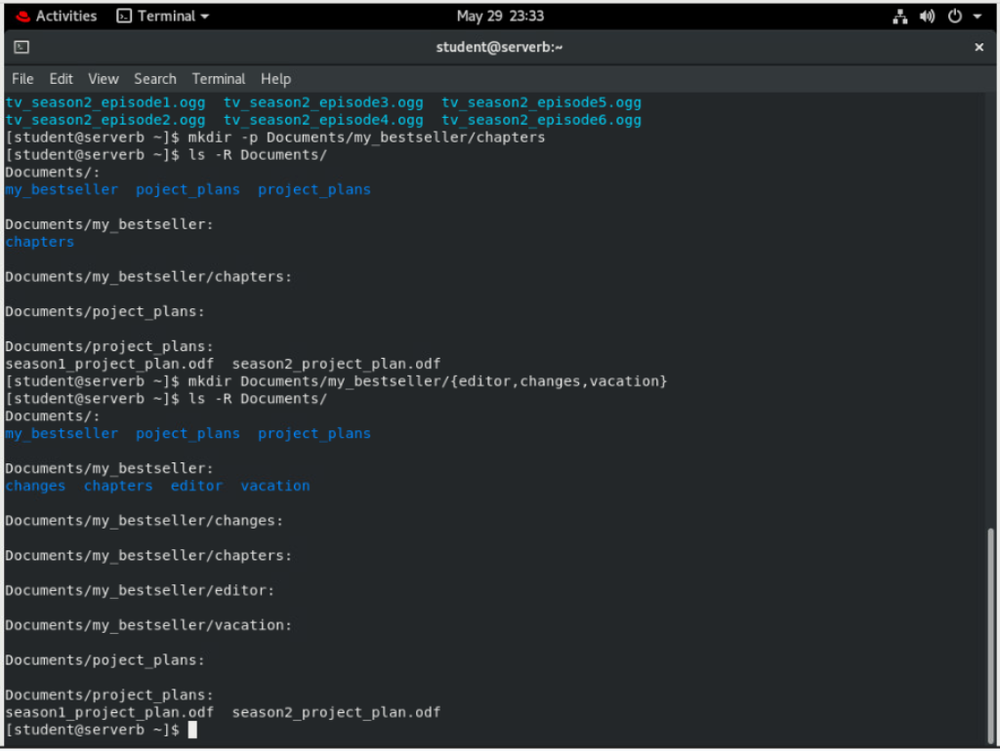 Activities Terminal May 29 23:33
student@serverb:~
File Edit View Search Terminal Help
tv_season2_episode1.ogg tv_season2_episode3.ogg tv_season2_episode5.ogg
tv_season2_episode2.ogg tv_season2_episode4.ogg tv_season2_episode6.ogg
[student@serverb ~]$ mkdir -p Documents/my_bestseller/chapters
[student@serverb ~]$ ls -R Documents/
Documents/:
my_bestseller poject_plans project_plans
Documents/my_bestseller:
chapters
Documents/my_bestseller/chapters:
Documents/poject_plans:
Documents/project_plans:
season1_project_plan.odf season2_project_plan.odf
[student@serverb ~]$ mkdir Documents/my_bestseller/{editor,changes,vacation}
[student@serverb ~]$ ls -R Documents/
Documents/:
my_bestseller poject_plans project_plans
Documents/my_bestseller:
changes chapters editor vacation
Documents/my_bestseller/changes:
Documents/my_bestseller/chapters:
Documents/my_bestseller/editor:
Documents/my_bestseller/vacation:
Documents/poject_plans:
Documents/project_plans:
season1_project_plan.odf season2_project_plan.odf
[student@serverb ~]$